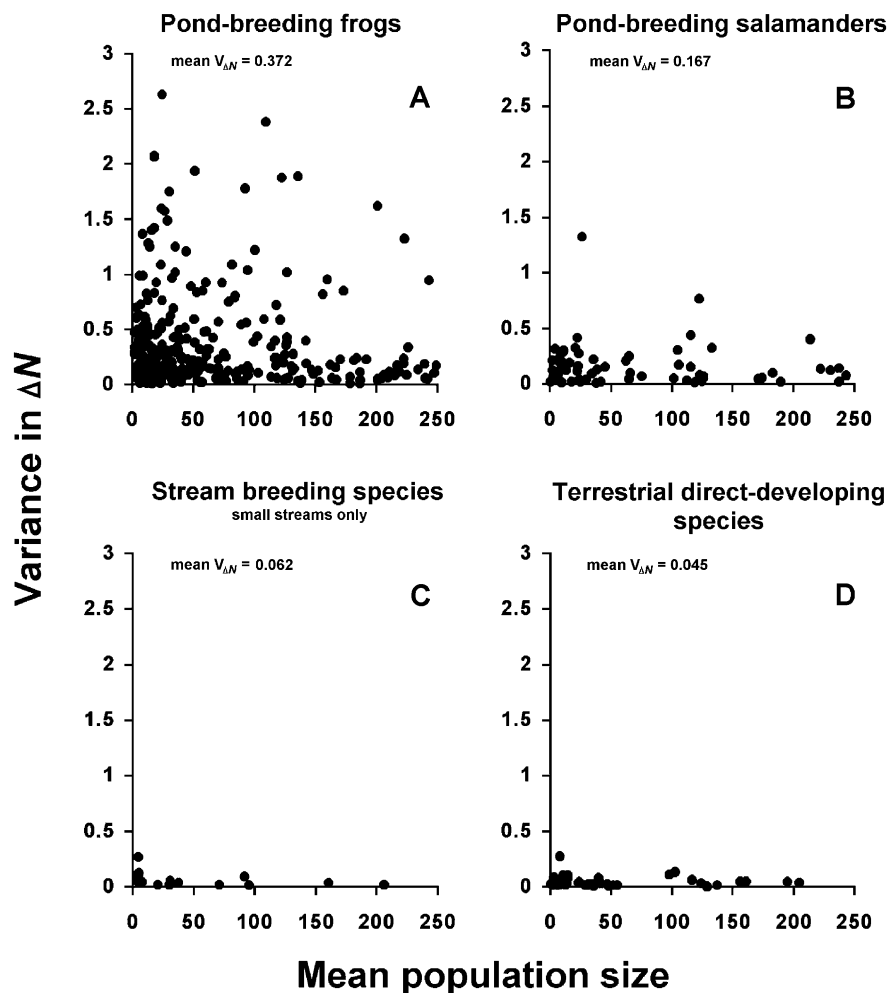 Pond-breeding frogs
mean VΔN = 0.372
A
3
2.5
2
1.5
1
0.5
0
0 50 100 150 200 250
Pond-breeding salamanders
mean VΔN = 0.167
B
3
2.5
2
1.5
1
0.5
0
0 50 100 150 200 250
Variance in ΔN
Stream breeding species
small streams only
mean VΔN = 0.062
C
3
2.5
2
1.5
1
0.5
0
0 50 100 150 200 250
Terrestrial direct-developing
species
mean VΔN = 0.045
D
3
2.5
2
1.5
1
0.5
0
0 50 100 150 200 250
Mean population size